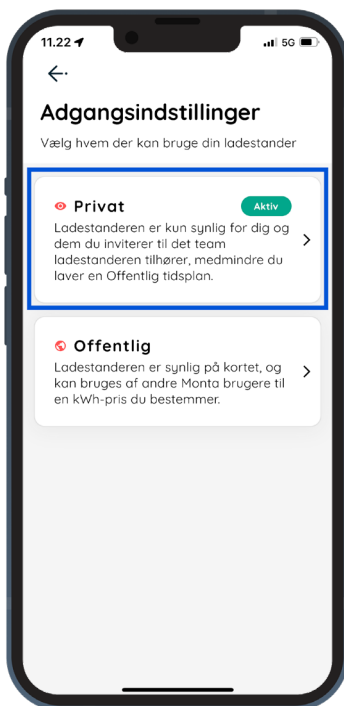 11.22
5G
Adgangsindstillinger
Vælg hvem der kan bruge din ladestander
Privat
Aktiv
Ladestanderen er kun synlig for dig og
dem du inviterer til det team
ladestanderen tilhører, medmindre du
laver en Offentlig tidsplan.
Offentlig
Ladestanderen er synlig på kortet, og
kan bruges af andre Monta brugere til
en kWh-pris du bestemmer.